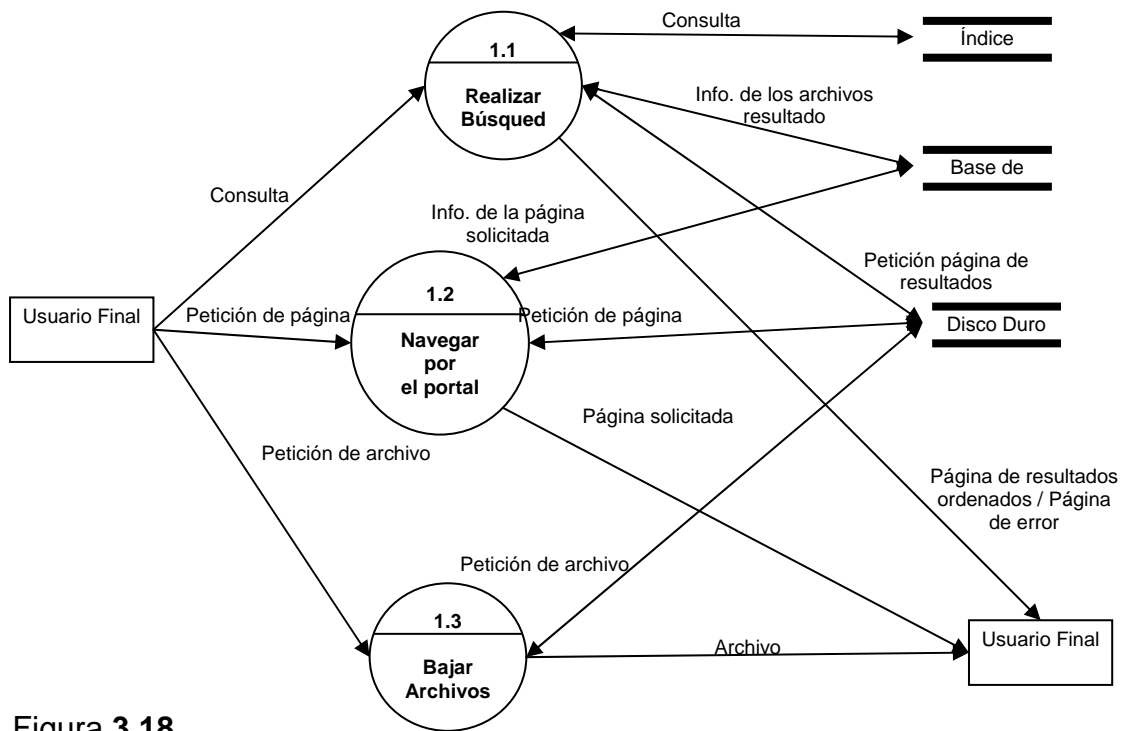 Consulta
Índice
1.1
Realizar
Búsqued
Info. de los archivos
resultado
Base de
Consulta
Info. de la página
solicitada
Petición página de
resultados
1.2
Usuario Final
Petición de página
Petición de página
Disco Duro
Navegar
por
el portal
Página solicitada
Petición de archivo
Página de resultados
ordenados / Página
de error
Petición de archivo
1.3
Usuario Final
Archivo
Bajar
Archivos
Figura 3.18